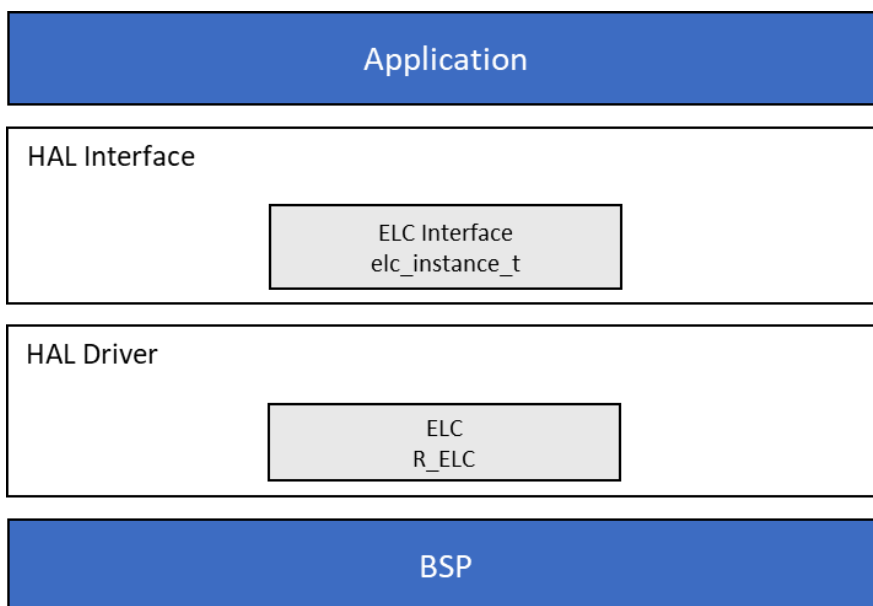 Application
HAL Interface
ELC Interface
elc_instance_t
HAL Driver
ELC
R_ELC
BSP